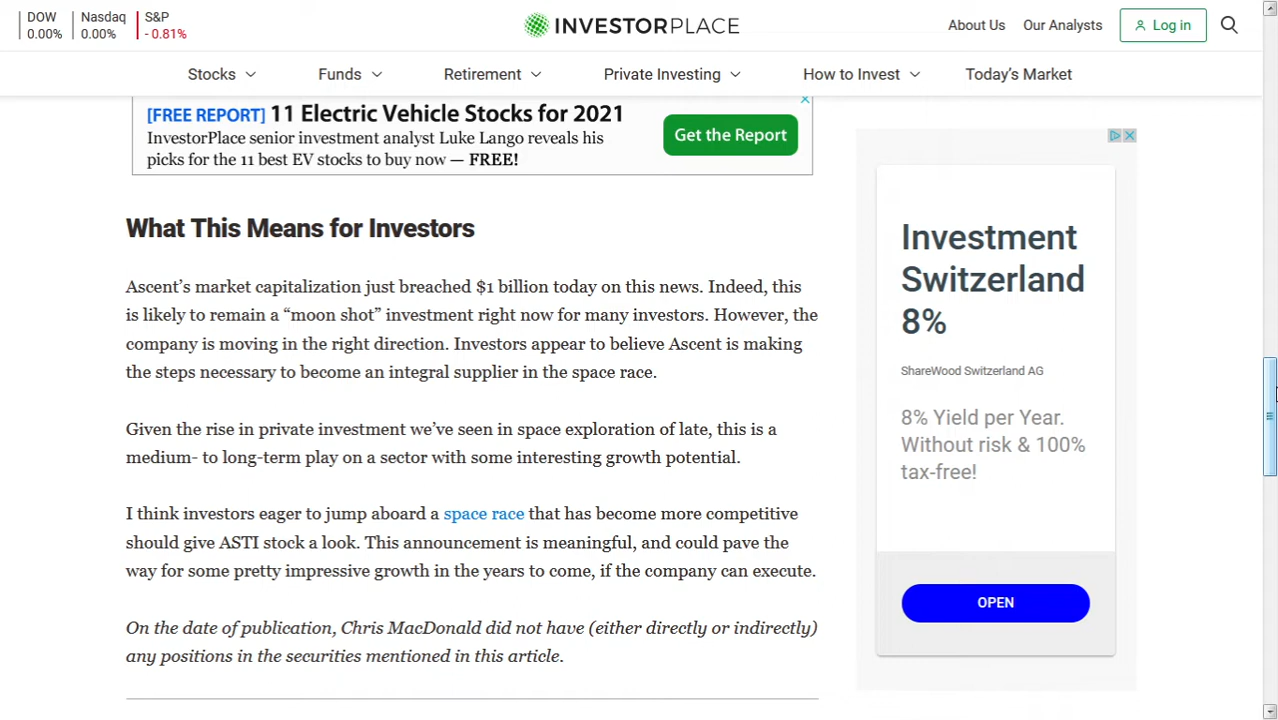 DOW
0.00%
Nasdaq
0.00%
S&P
- 0.81%
INVESTORPLACE
About Us
Our Analysts
Log in
Stocks
Funds
Retirement
Private Investing
How to Invest
Today's Market
[FREE REPORT] 11 Electric Vehicle Stocks for 2021
InvestorPlace senior investment analyst Luke Lango reveals his
picks for the 11 best EV stocks to buy now — FREE!
Get the Report
What This Means for Investors
Ascent's market capitalization just breached $1 billion today on this news. Indeed, this
is likely to remain a “moon shot” investment right now for many investors. However, the
company is moving in the right direction. Investors appear to believe Ascent is making
the steps necessary to become an integral supplier in the space race.
Given the rise in private investment we've seen in space exploration of late, this is a
medium- to long-term play on a sector with some interesting growth potential.
I think investors eager to jump aboard a space race that has become more competitive
should give ASTI stock a look. This announcement is meaningful, and could pave the
way for some pretty impressive growth in the years to come, if the company can execute.
On the date of publication, Chris MacDonald did not have (either directly or indirectly)
any positions in the securities mentioned in this article.
Investment
Switzerland
8%
ShareWood Switzerland AG
8% Yield per Year.
Without risk & 100%
tax-free!
OPEN